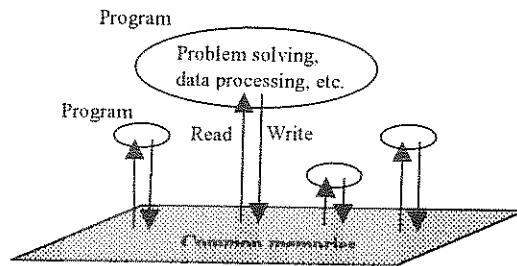 Program
Problem solving,
data processing, etc.
Program
Read Write
Common memories